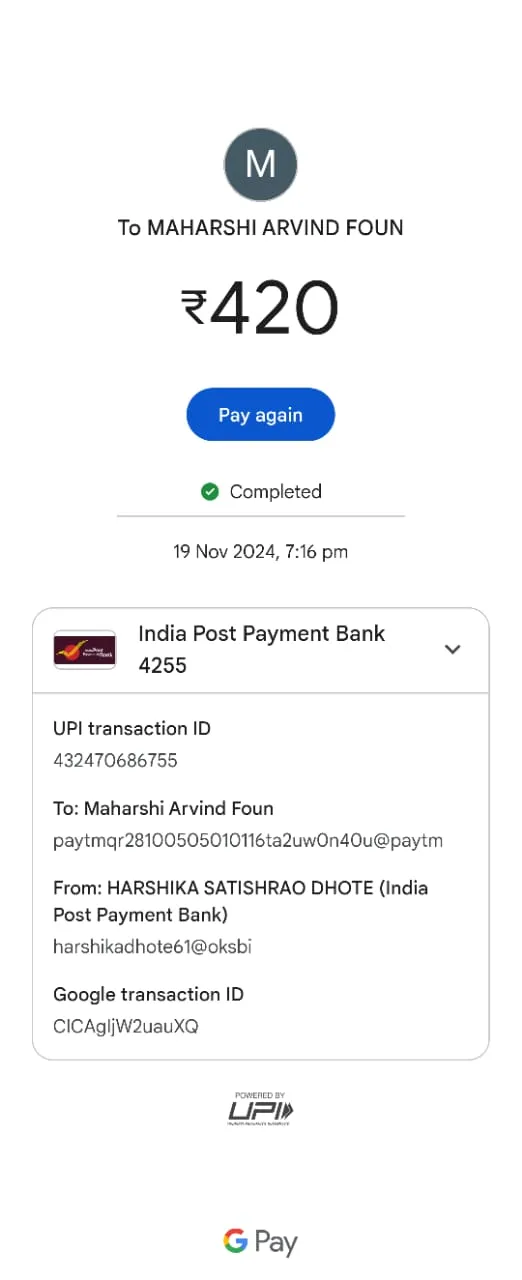 M
To MAHARSHI ARVIND FOUN
₹420
Pay again
Completed
19 Nov 2024, 7:16 pm
India Post Payment Bank
4255
UPI transaction ID
432470686755
To: Maharshi Arvind Foun
paytmqr28100505010116ta2uw0n40u@paytm
From: HARSHIKA SATISHRAO DHOTE (India
Post Payment Bank)
harshikadhote61@oksbi
Google transaction ID
CICAgIjW2uauXQ
POWERED BY
UPI
G Pay